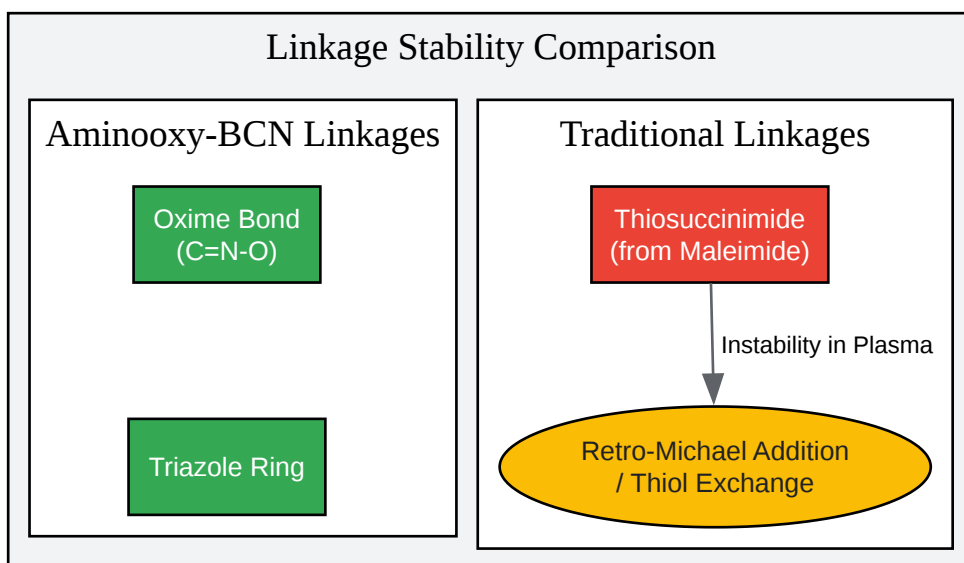 Linkage Stability Comparison
Aminooxy-BCN Linkages
Oxime Bond
(C=N-O)
Triazole Ring
Traditional Linkages
Thiosuccinimide
(from Maleimide)
Instability in Plasma
Retro-Michael Addition
/ Thiol Exchange